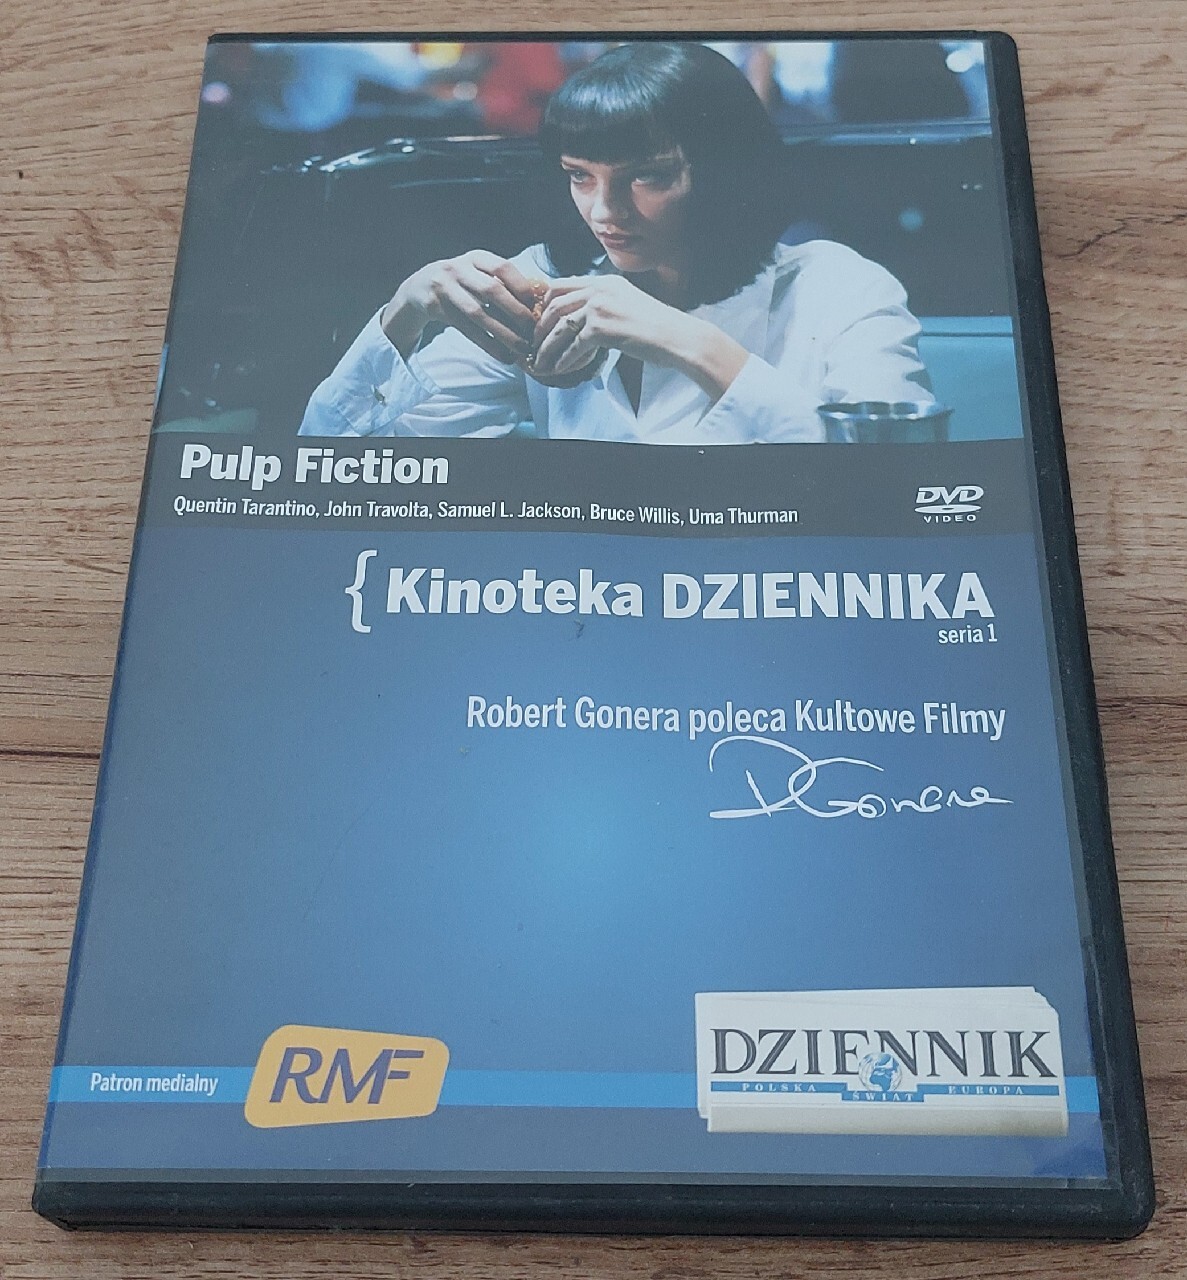 Pulp Fiction
Quentin Tarantino, John Travolta, Samuel L. Jackson, Bruce Willis, Uma Thurman
DVD
VIDEO
{ Kinoteka DZIENNIKA
seria 1
Robert Gonera poleca Kultowe Filmy
RGonera
Patron medialny
RMF
DZIENNIK
POLSKA ŚWIAT EUROPA